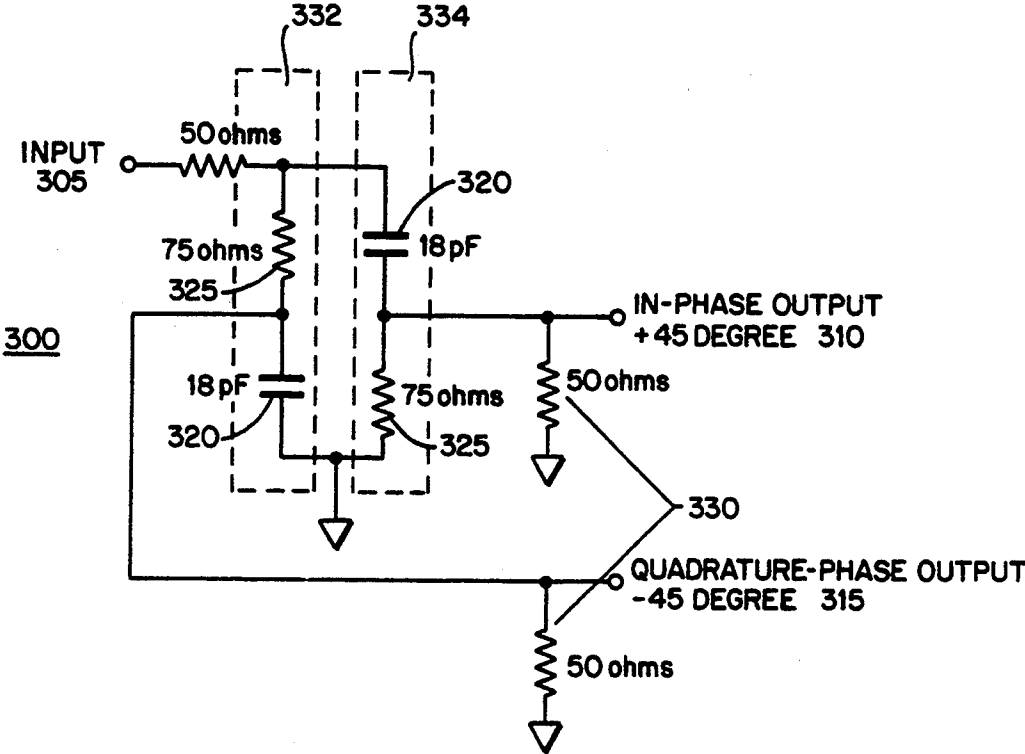 332
334
50 ohms
INPUT
305
320
75 ohms
18 pF
325
IN-PHASE OUTPUT
+45 DEGREE 310
300
50 ohms
18 pF
75 ohms
320
325
330
QUADRATURE-PHASE OUTPUT
-45 DEGREE 315
50 ohms